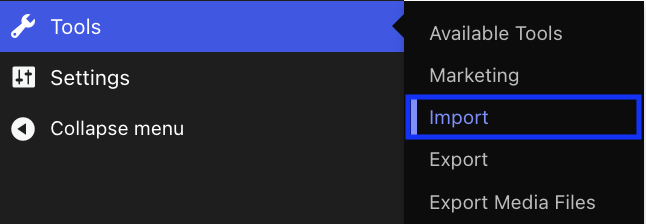 Tools
Settings
Collapse menu
Available Tools
Marketing
Import
Export
Export Media Files